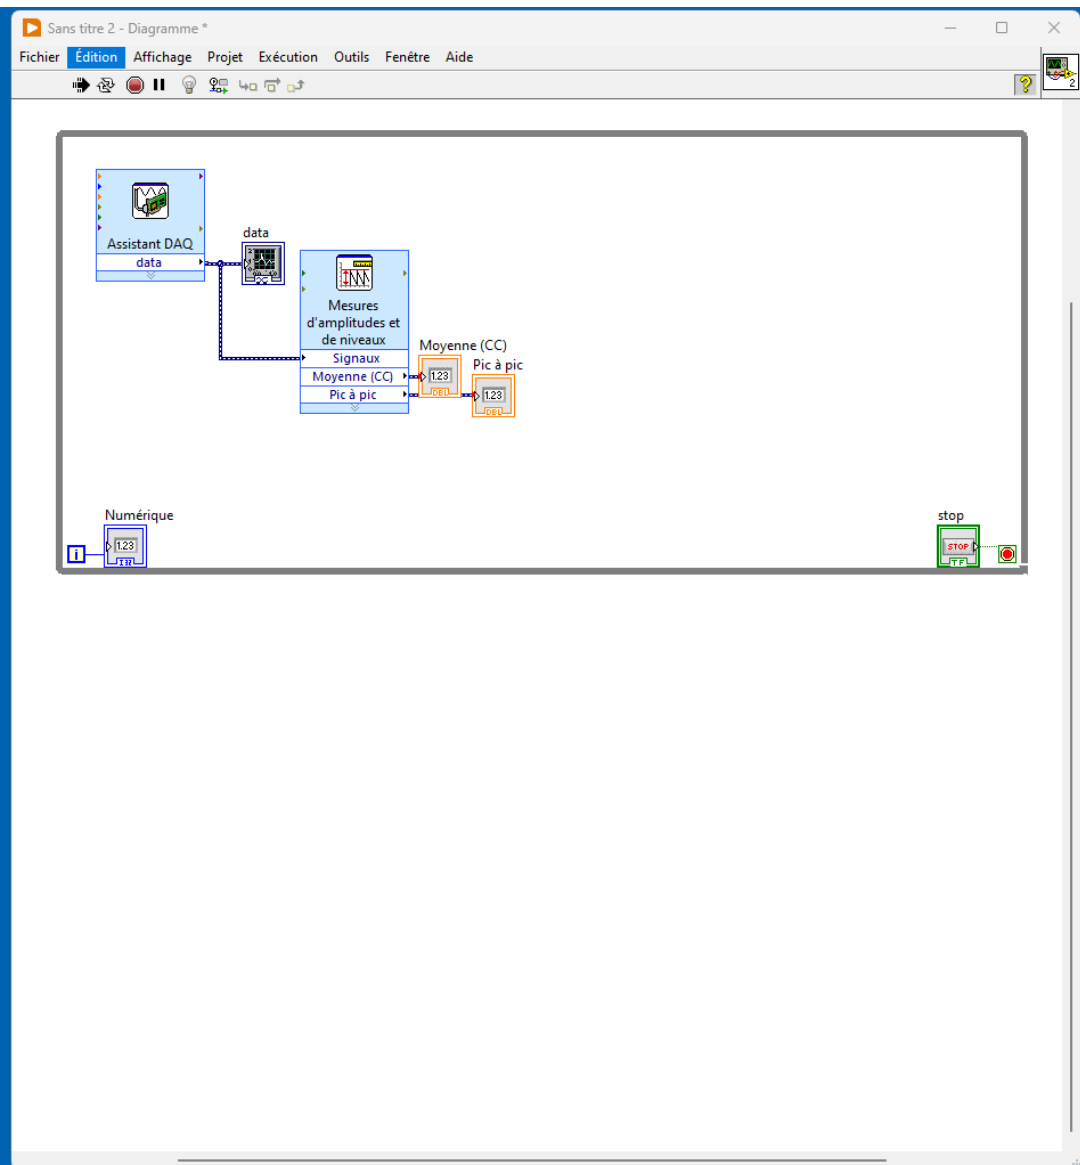 Sans titre 2 - Diagramme *
Fichier Édition Affichage Projet Exécution Outils Fenêtre Aide
2
Assistant DAQ
data
data
Mesures
d'amplitudes et
de niveaux
Signaux
Moyenne (CC)
Pic à pic
Moyenne (CC)
1.23
DBL
Pic à pic
1.23
DBL
Numérique
i
1.23
I32
stop
STOP
TF